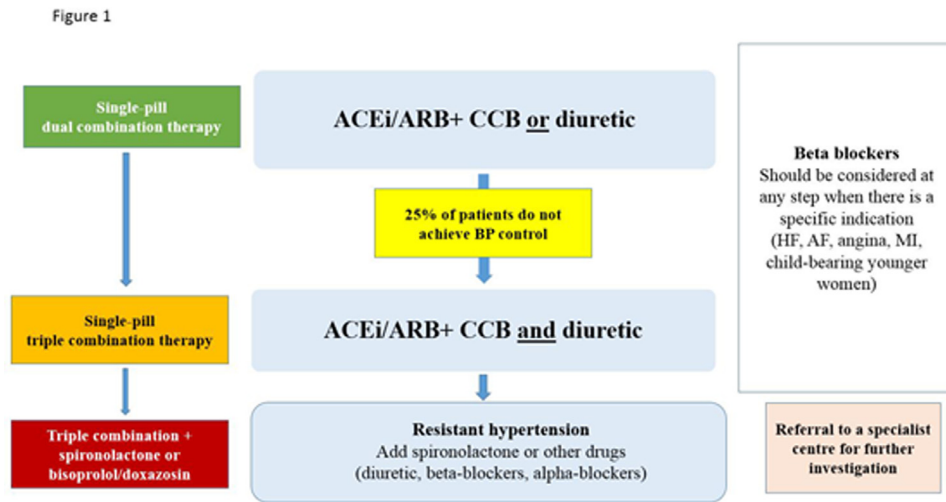 Figure 1
Single-pill
dual combination therapy
ACEi/ARB+ CCB or diuretic
Beta blockers
Should be considered at
any step when there is a
specific indication
(HF, AF, angina, MI,
child-bearing younger
women)
25% of patients do not
achieve BP control
Single-pill
triple combination therapy
ACEi/ARB+ CCB and diuretic
Triple combination +
spironolactone or
bisoprolol/doxazosin
Resistant hypertension
Add spironolactone or other drugs
(diuretic, beta-blockers, alpha-blockers)
Referral to a specialist
centre for further
investigation